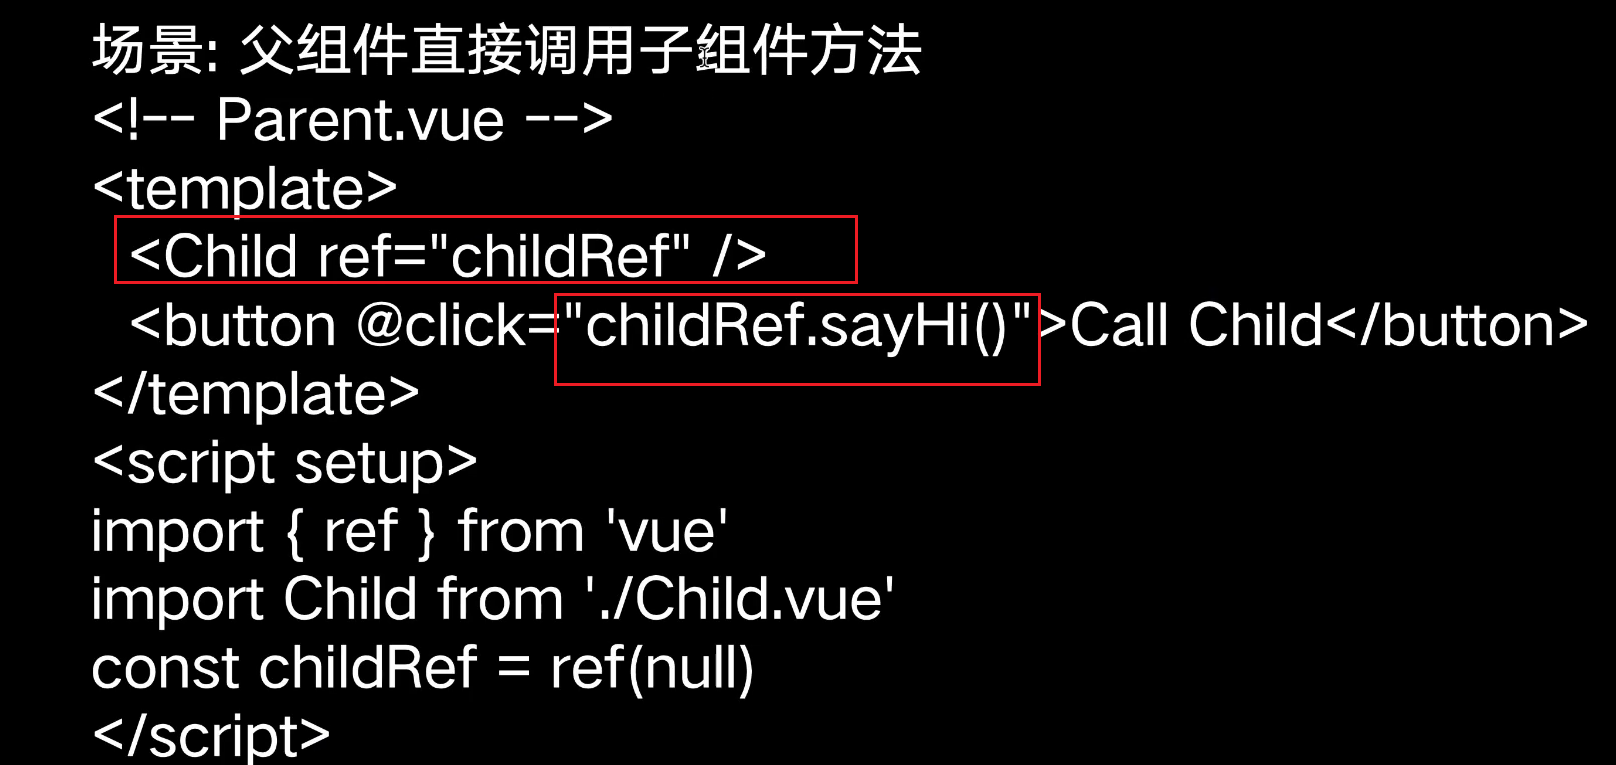 场景: 父组件直接调用子组件方法
<!-- Parent.vue -->
<template>
<Child ref="childRef" />
<button @click="childRef.sayHi()">Call Child</button>
</template>
<script setup>
import { ref } from 'vue'
import Child from './Child.vue'
const childRef = ref(null)
</script>